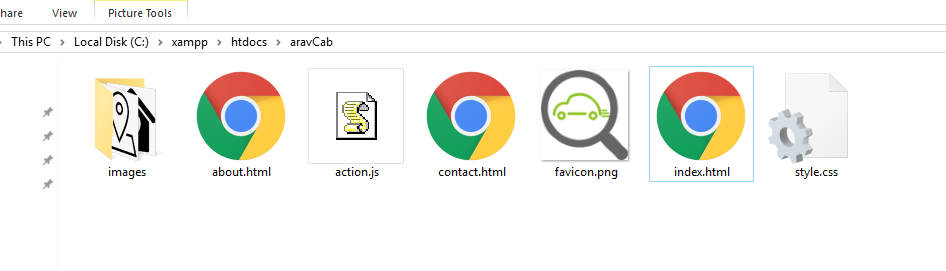 hare View Picture Tools
This PC > Local Disk (C:) > xampp > htdocs > aravCab
images about.html action.js contact.html favicon.png index.html style.css